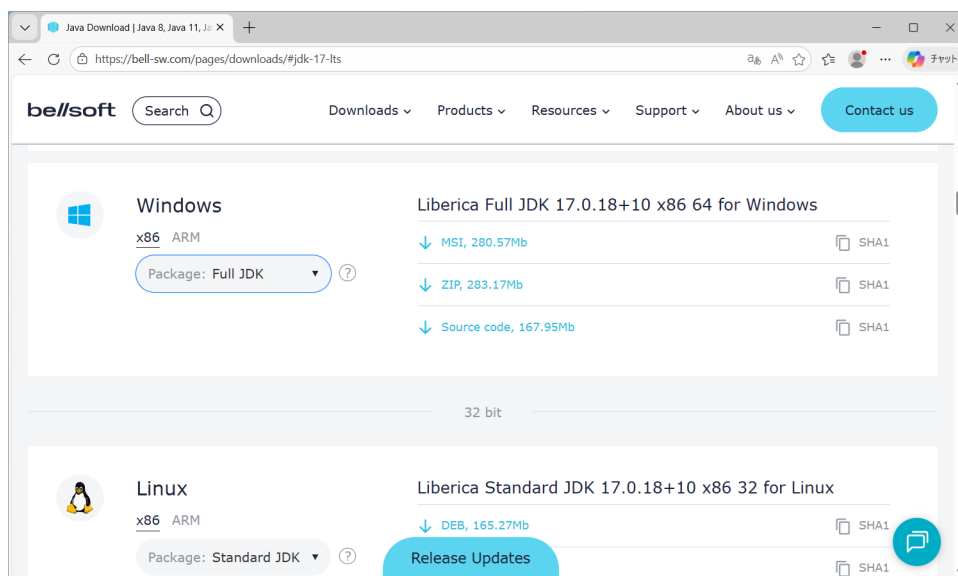 Java Download | Java 8, Java 11, Ja
https://bell-sw.com/pages/downloads/#jdk-17-lts
チャット
bellsoft
Search
Downloads
Products
Resources
Support
About us
Contact us
Windows
x86 ARM
Package: Full JDK
?
Liberica Full JDK 17.0.18+10 x86 64 for Windows
MSI, 280.57Mb
SHA1
ZIP, 283.17Mb
SHA1
Source code, 167.95Mb
SHA1
32 bit
Linux
x86 ARM
Package: Standard JDK
?
Liberica Standard JDK 17.0.18+10 x86 32 for Linux
DEB, 165.27Mb
SHA1
SHA1
Release Updates